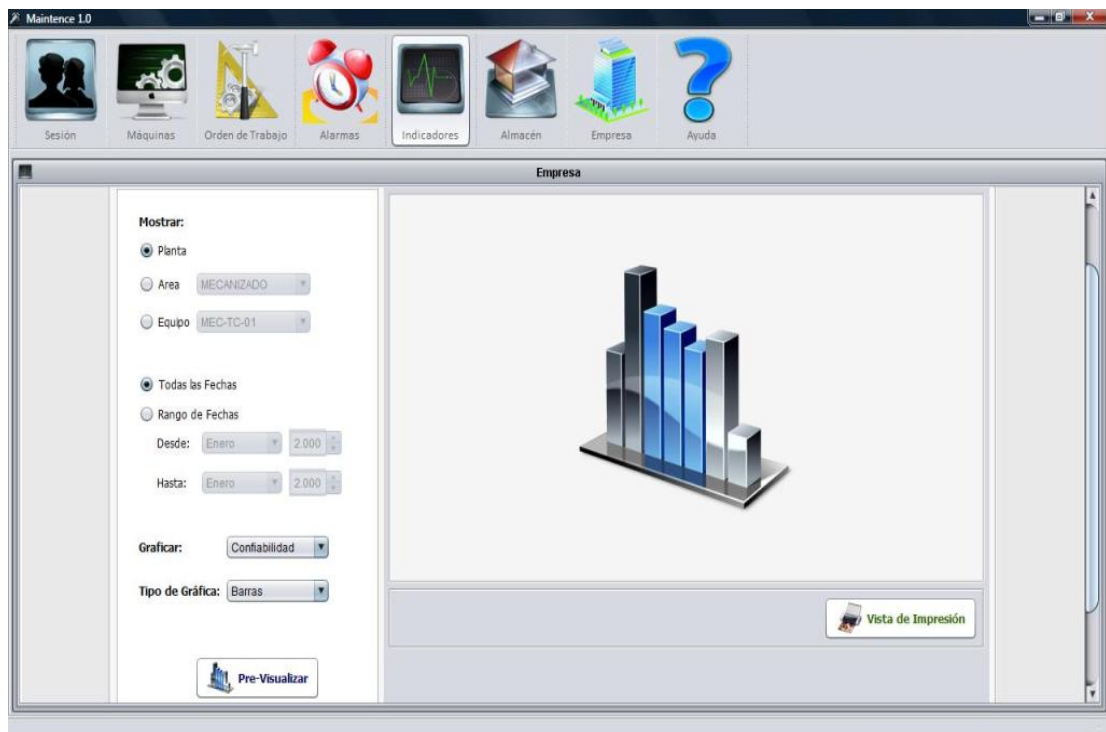 Maintence 1.0
Sesión
Máquinas
Orden de Trabajo
Alarmas
Indicadores
Almacén
Empresa
Ayuda
Empresa
Mostrar:
Planta
Area MECANIZADO
Equipo MEC-TC-01
Todas las Fechas
Rango de Fechas
Desde: Enero 2.000
Hasta: Enero 2.000
Graficar: Confiabilidad
Tipo de Gráfica: Barras
Vista de Impresión
Pre-Visualizar